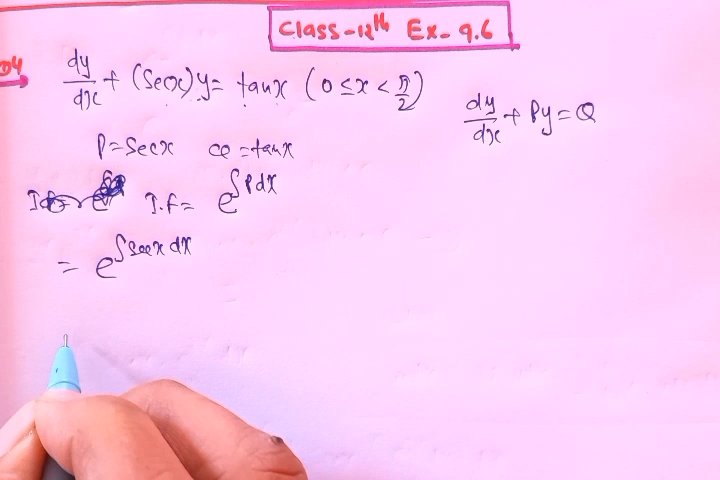 Class-12th Ex-9.6
04 dy/dx + (Secx)y = tanx (0 ≤ x < π/2)
dy/dx + Py = Q
P = Secx Q = tanx
I.f = e^∫Pdx
= e^∫secx dx